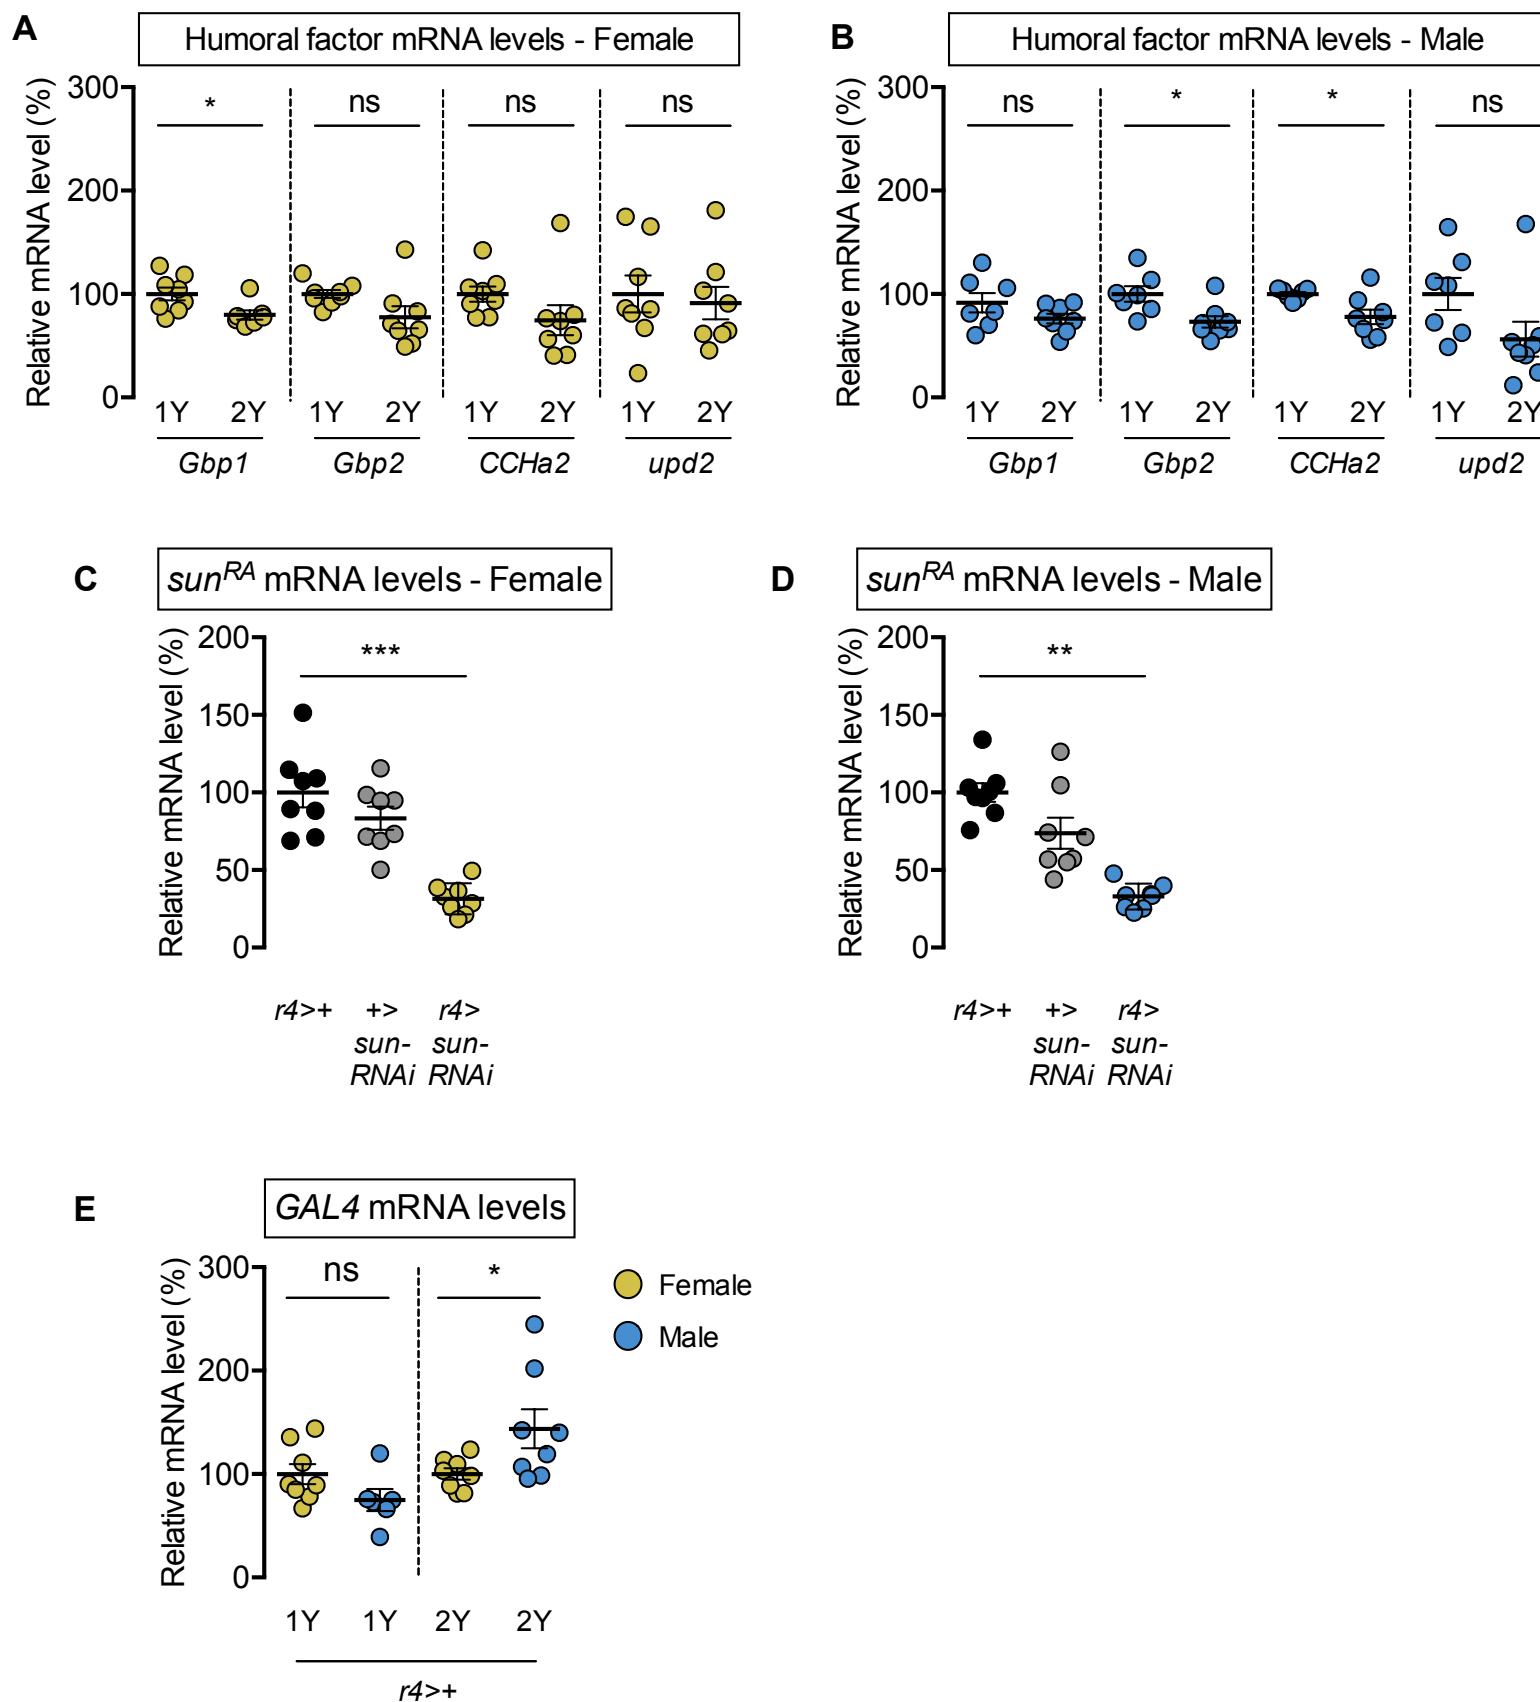 A
Humoral factor mRNA levels - Female
Relative mRNA level (%)
300
200
100
0
*
ns
ns
ns
1Y 2Y 1Y 2Y 1Y 2Y 1Y 2Y
Gbp1 Gbp2 CCHa2 upd2
B
Humoral factor mRNA levels - Male
Relative mRNA level (%)
300
200
100
0
ns
*
*
ns
1Y 2Y 1Y 2Y 1Y 2Y 1Y 2Y
Gbp1 Gbp2 CCHa2 upd2
C
sunRA mRNA levels - Female
Relative mRNA level (%)
200
150
100
50
0
***
r4>+ +> r4>
sun- sun-
RNAi RNAi
D
sunRA mRNA levels - Male
Relative mRNA level (%)
200
150
100
50
0
**
r4>+ +> r4>
sun- sun-
RNAi RNAi
E
GAL4 mRNA levels
Relative mRNA level (%)
300
200
100
0
ns
*
Female
Male
1Y 1Y 2Y 2Y
r4>+